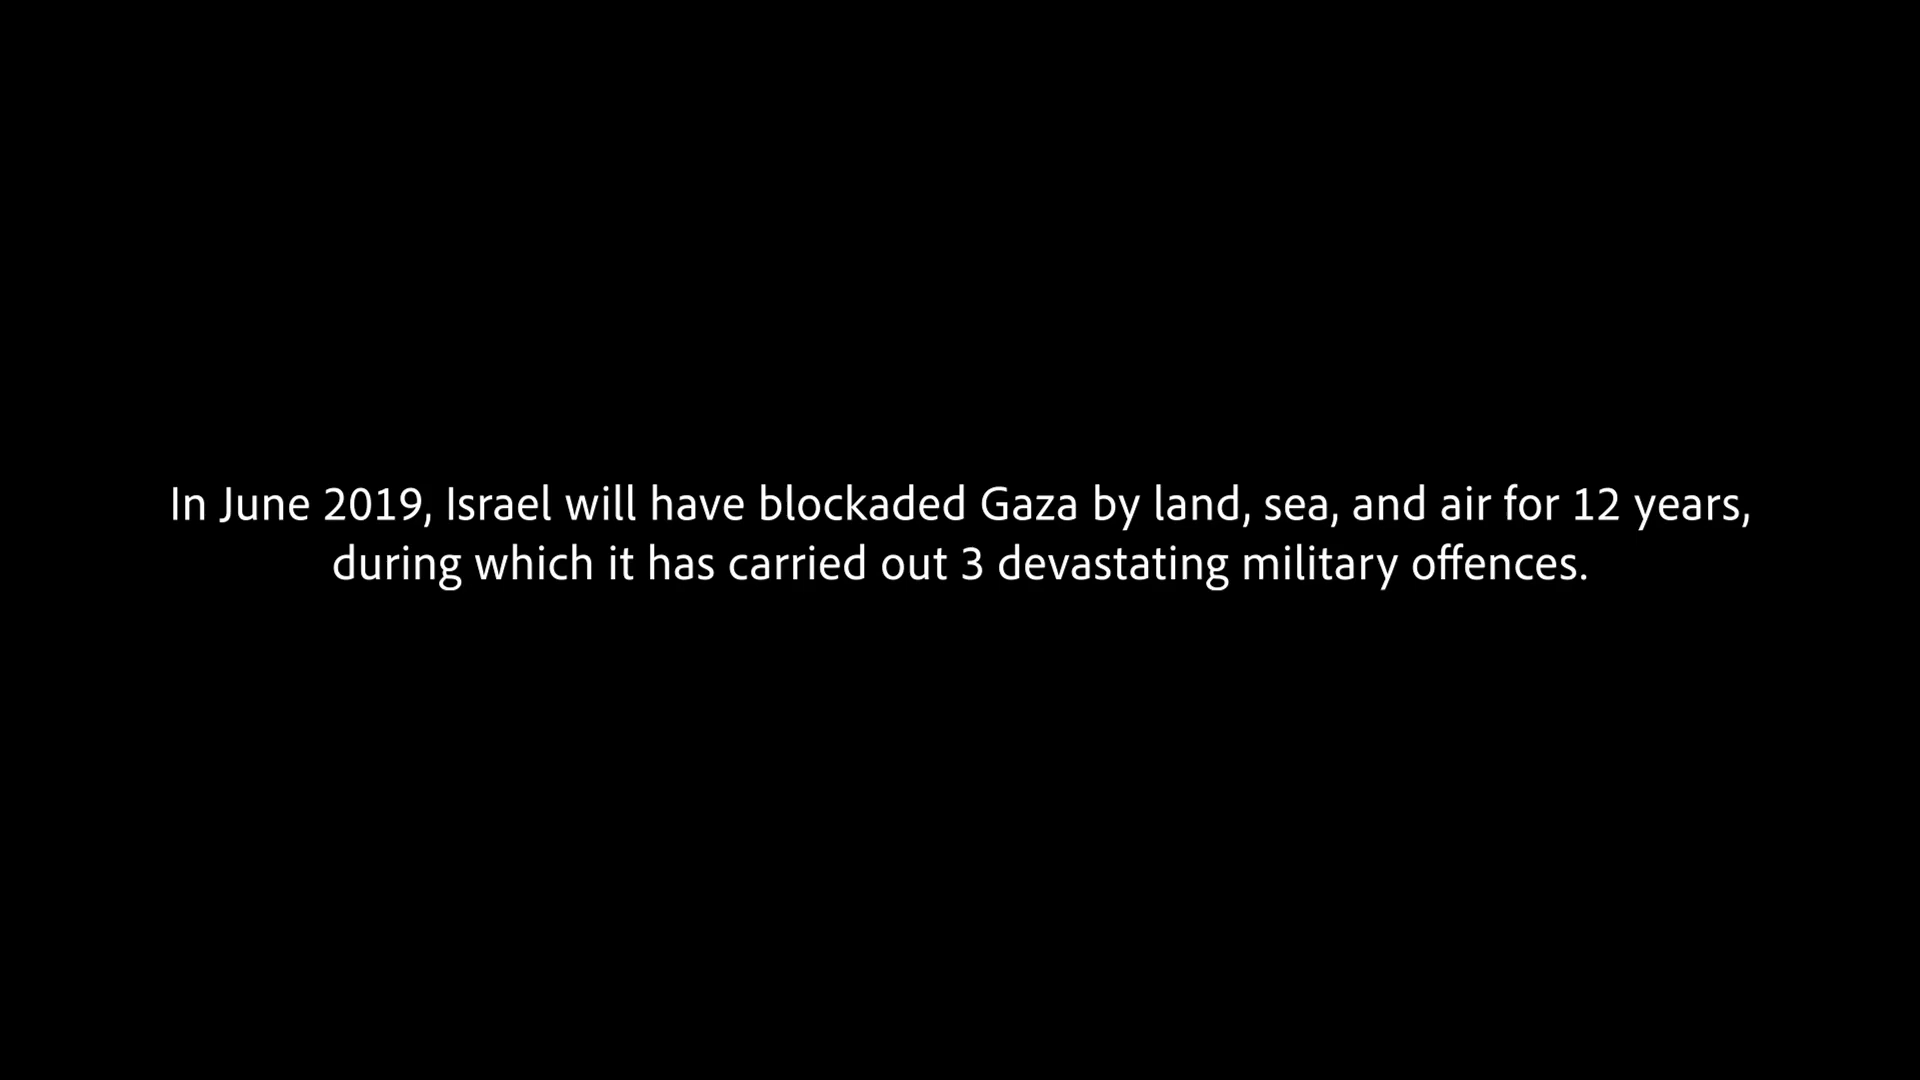 In June 2019, Israel will have blockaded Gaza by land, sea, and air for 12 years,
during which it has carried out 3 devastating military offences.